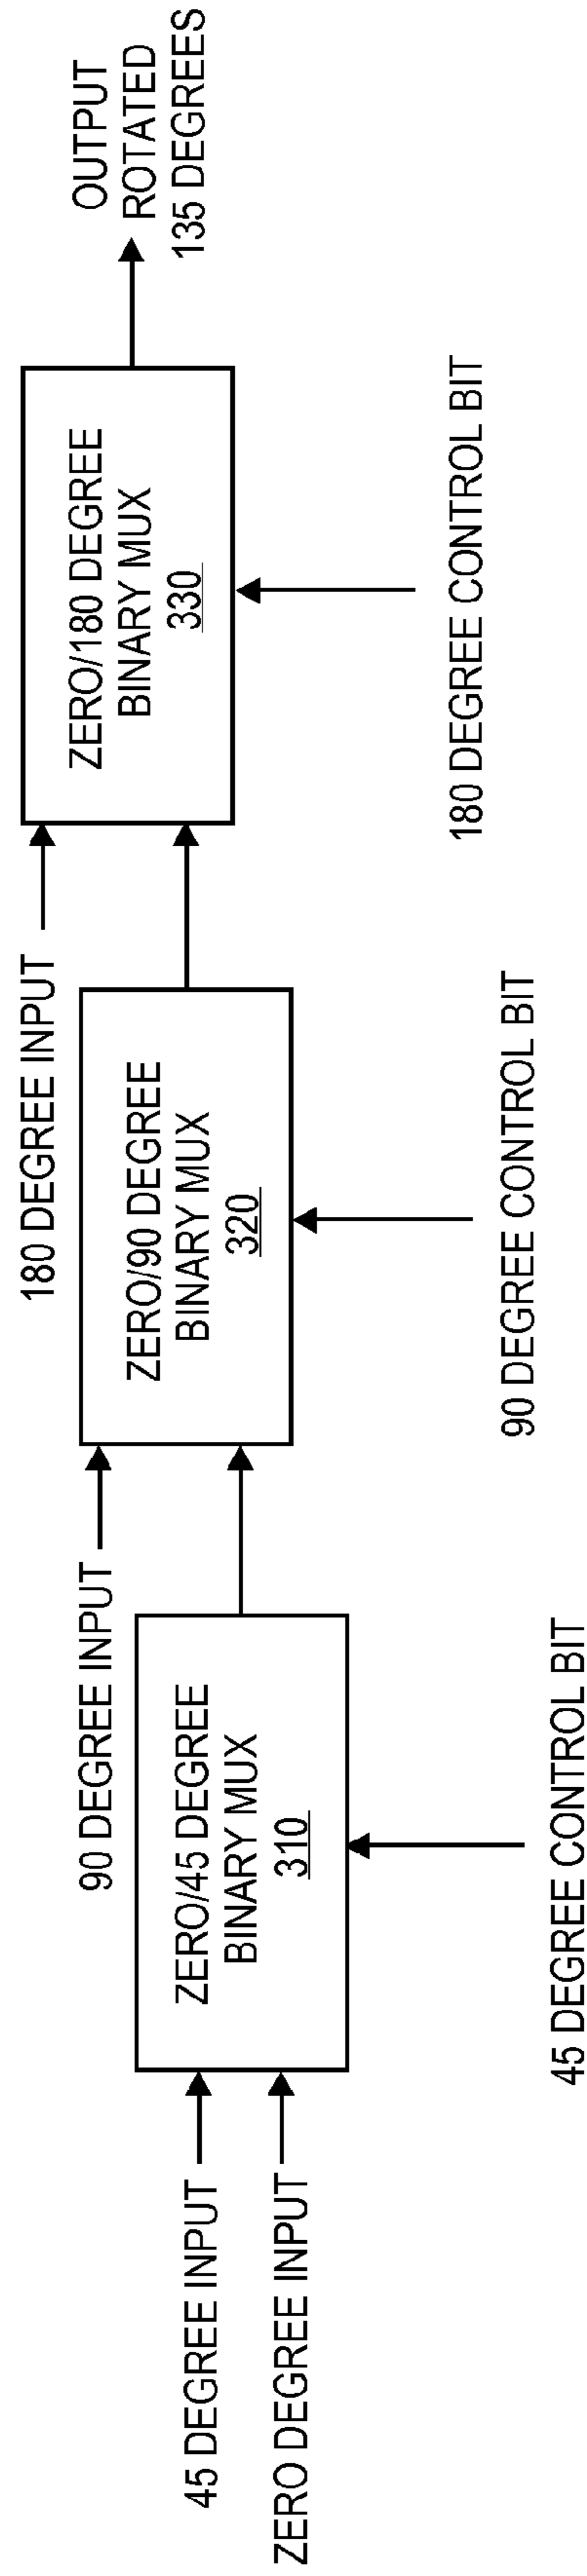 45 DEGREE INPUT
ZERO DEGREE INPUT
ZERO/45 DEGREE
BINARY MUX
310
45 DEGREE CONTROL BIT
90 DEGREE INPUT
ZERO/90 DEGREE
BINARY MUX
320
90 DEGREE CONTROL BIT
180 DEGREE INPUT
ZERO/180 DEGREE
BINARY MUX
330
180 DEGREE CONTROL BIT
OUTPUT
ROTATED
135 DEGREES